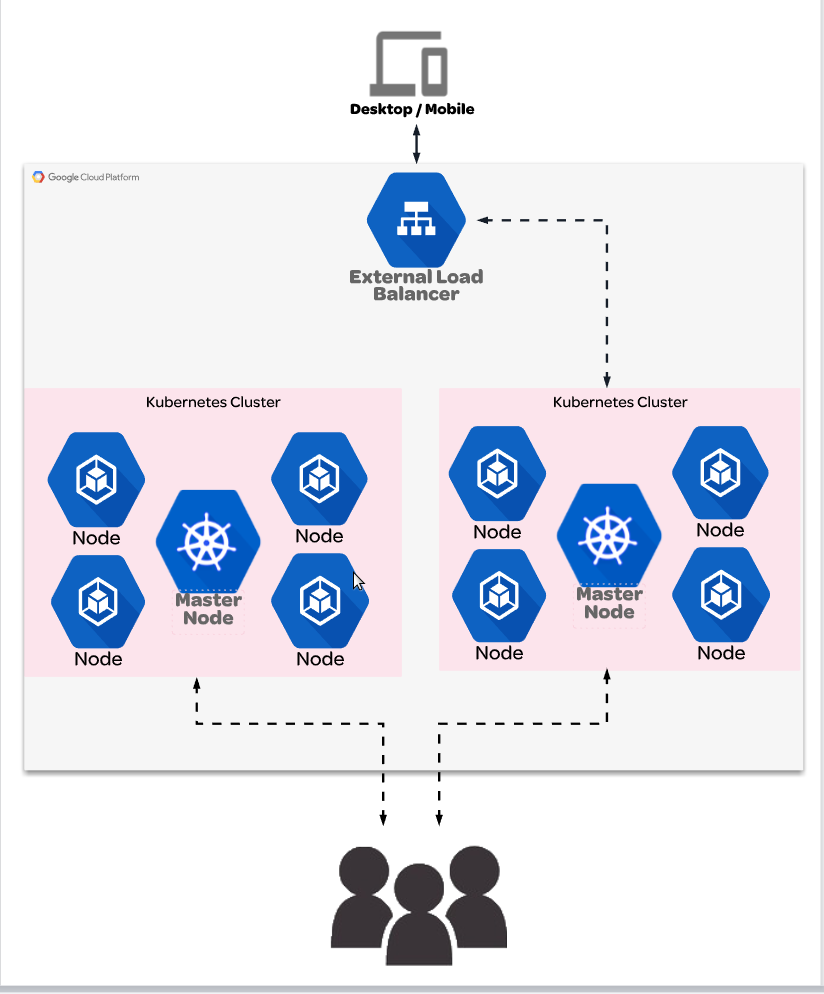 Desktop / Mobile
Google Cloud Platform
External Load
Balancer
Kubernetes Cluster
Kubernetes Cluster
Node
Node
Master
Node
Node
Node
Node
Node
Master
Node
Node
Node